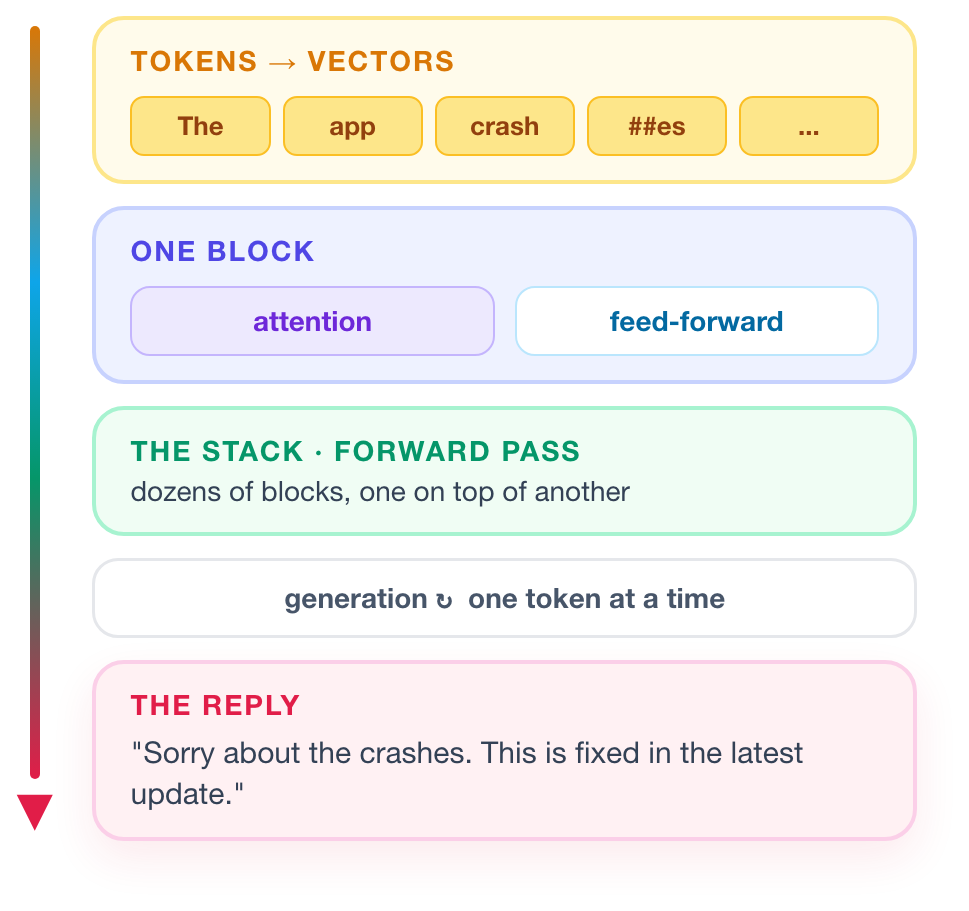 TOKENS → VECTORS
The app crash ##es ...
ONE BLOCK
attention feed-forward
THE STACK · FORWARD PASS
dozens of blocks, one on top of another
generation ↻ one token at a time
THE REPLY
"Sorry about the crashes. This is fixed in the latest
update."